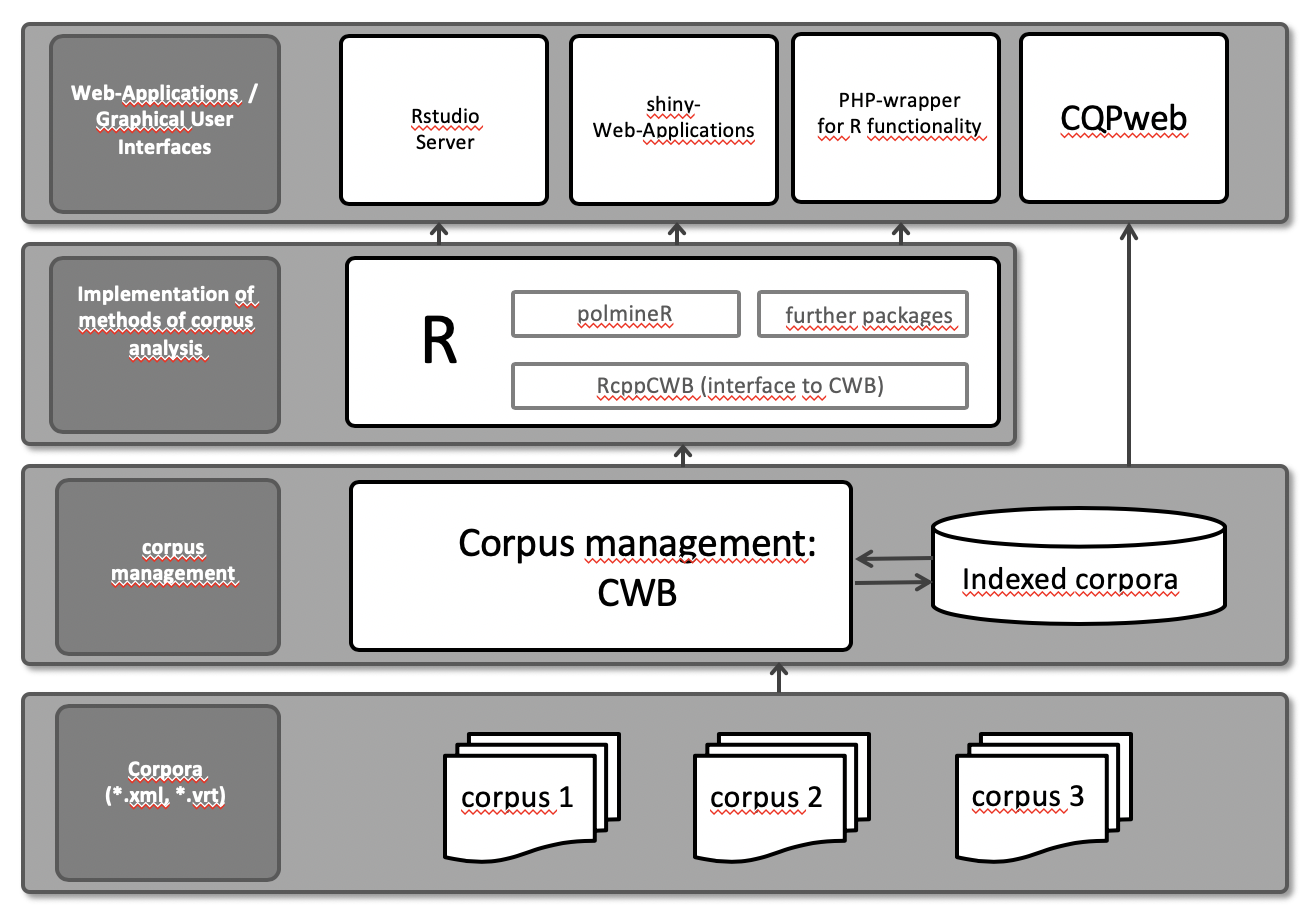 Web-Applications /
Graphical User
Interfaces
Rstudio
Server
shiny-
Web-Applications
PHP-wrapper
for R functionality
CQPweb
Implementation of
methods of corpus
analysis
R
polmineR
further packages
RcppCWB (interface to CWB)
corpus
management
Corpus management:
CWB
Indexed corpora
Corpora
(*.xml, *.vrt)
corpus 1
corpus 2
corpus 3